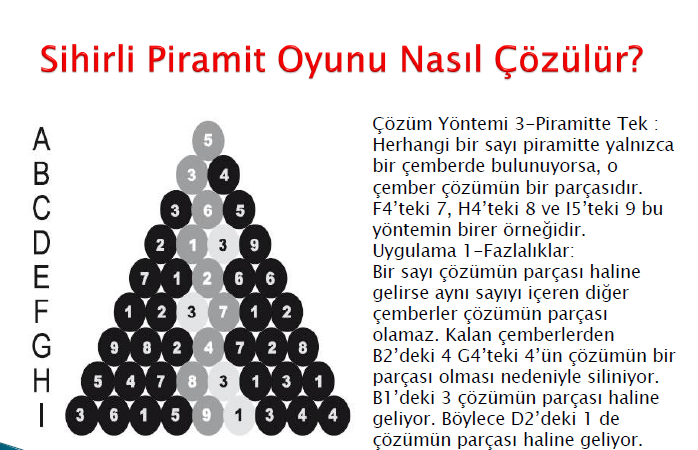 Sihirli Piramit Oyunu Nasıl Çözülür?
A
5
B
3 4
C
3 6 5
D
2 1 3 9
E
7 1 2 6 6
F
1 2 3 7 1 2
G
9 8 2 4 7 2 8
H
5 4 7 8 3 1 3 1
I
3 6 1 5 9 1 3 4 4
Çözüm Yöntemi 3-Piramitte Tek :
Herhangi bir sayı piramitte yalnızca
bir çemberde bulunuyorsa, o
çember çözümün bir parçasıdır.
F4’teki 7, H4’teki 8 ve I5’teki 9 bu
yöntemin birer örneğidir.
Uygulama 1-Fazlalıklar:
Bir sayı çözümün parçası haline
gelirse aynı sayıyı içeren diğer
çemberler çözümün parçası
olamaz. Kalan çemberlerden
B2’deki 4 G4’teki 4’ün çözümün bir
parçası olması nedeniyle siliniyor.
B1’deki 3 çözümün parçası haline
geliyor. Böylece D2’deki 1 de
çözümün parçası haline geliyor.